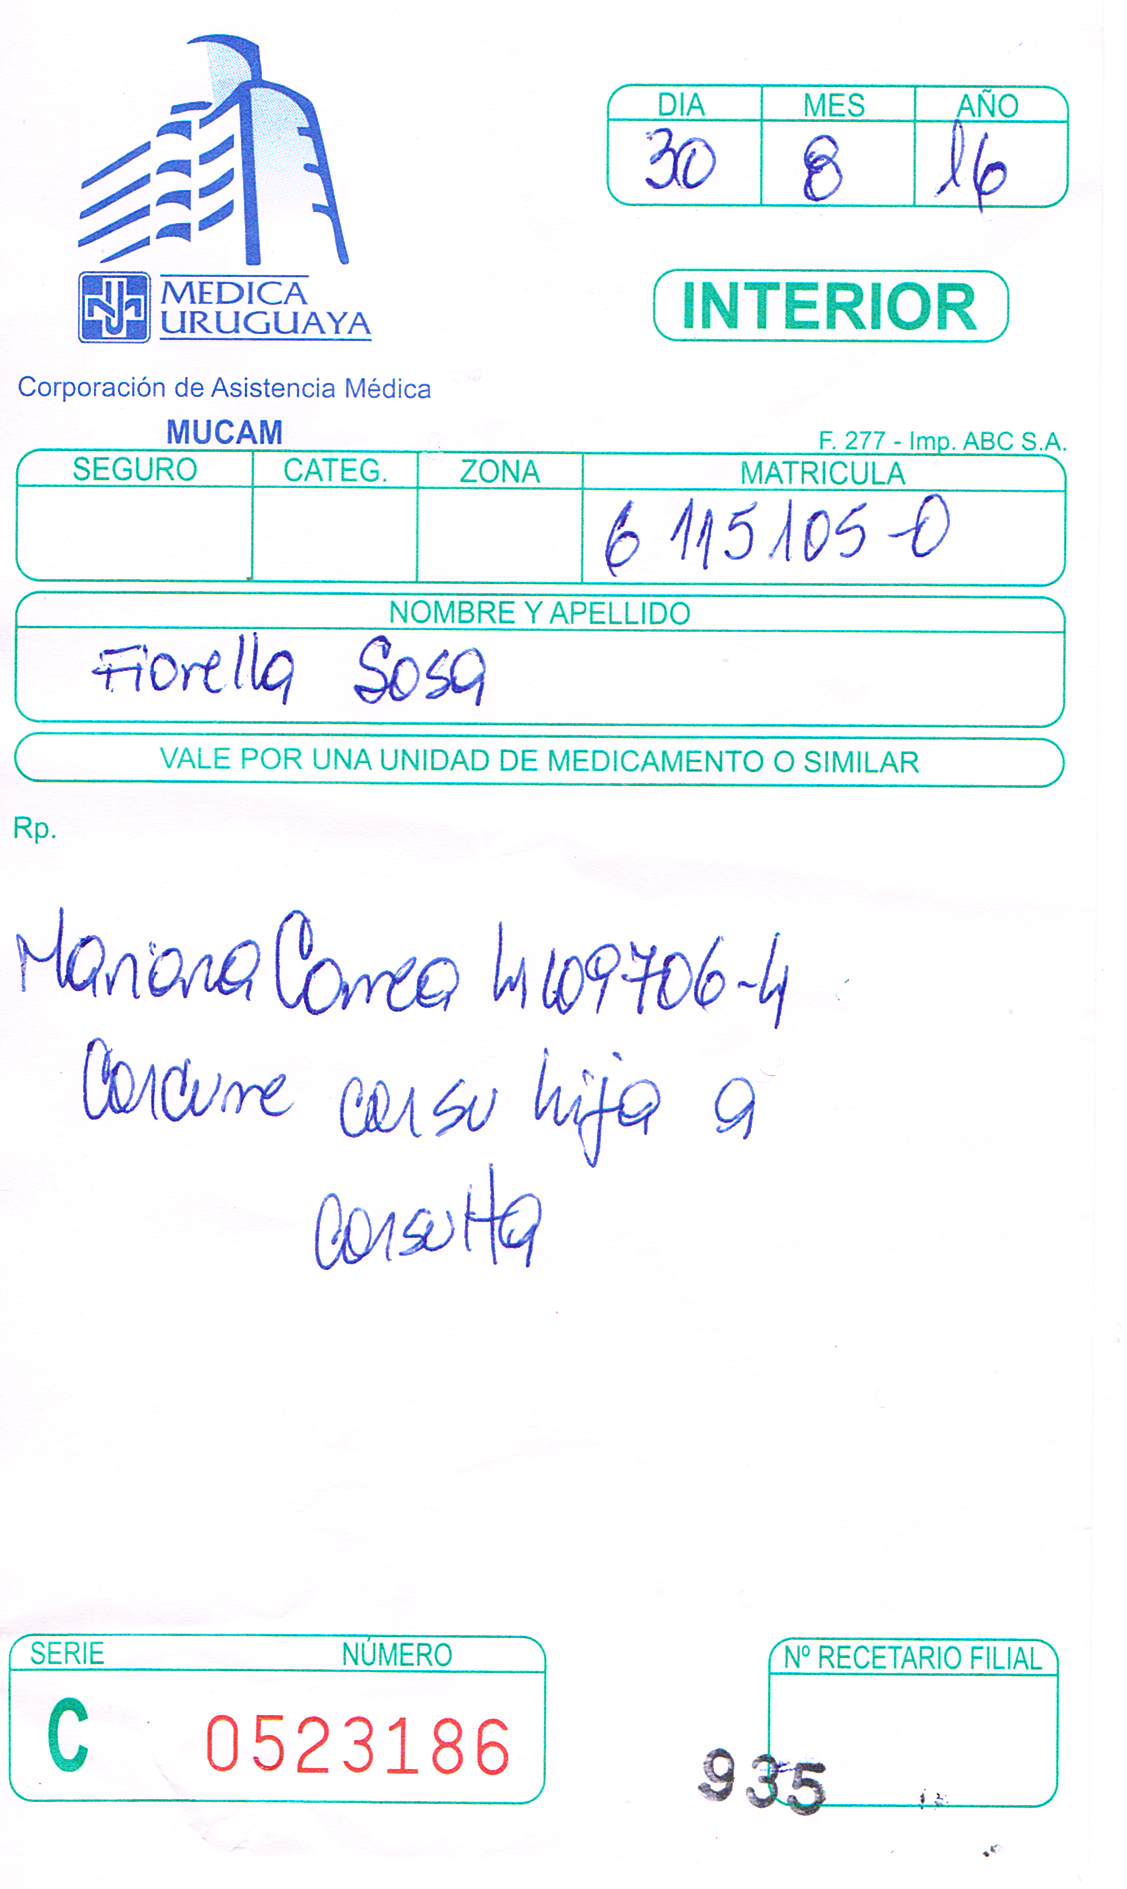 DIA MES AÑO
30 8 16
MEDICA
URUGUAYA
INTERIOR
Corporación de Asistencia Médica
MUCAM
F. 277 - Imp. ABC S.A.
SEGURO CATEG. ZONA MATRICULA
6 115105-0
NOMBRE Y APELLIDO
Fiorella Sosa
VALE POR UNA UNIDAD DE MEDICAMENTO O SIMILAR
Rp.
Mariana Correa 4609706-4
Concurre con su hija a
consulta
SERIE NÚMERO
C 0523186
Nº RECETARIO FILIAL
935